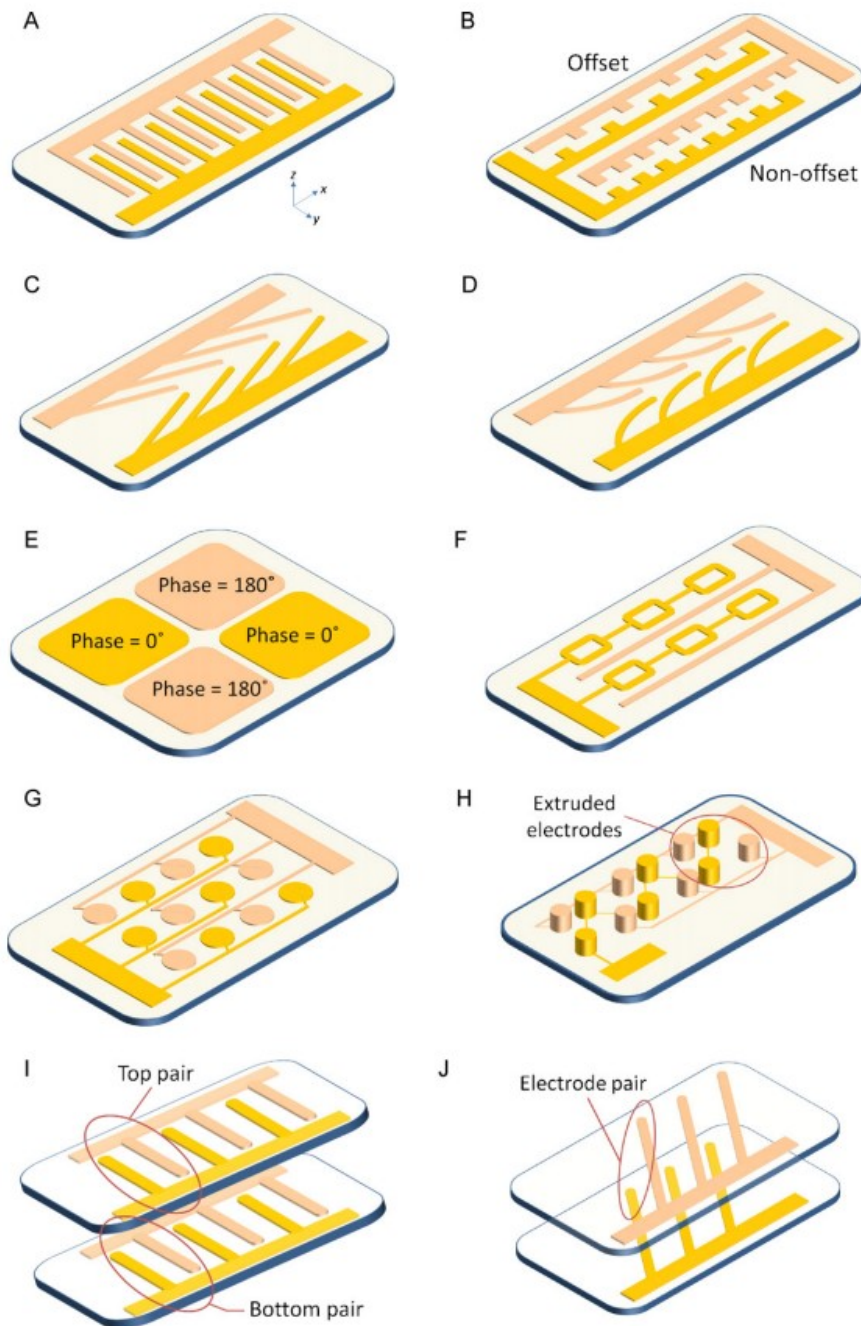 A
B
Offset
Non-offset
z
x
y
C
D
E
Phase = 180˚
Phase = 0˚
Phase = 0˚
Phase = 180˚
F
G
H
Extruded
electrodes
I
Top pair
Bottom pair
J
Electrode pair